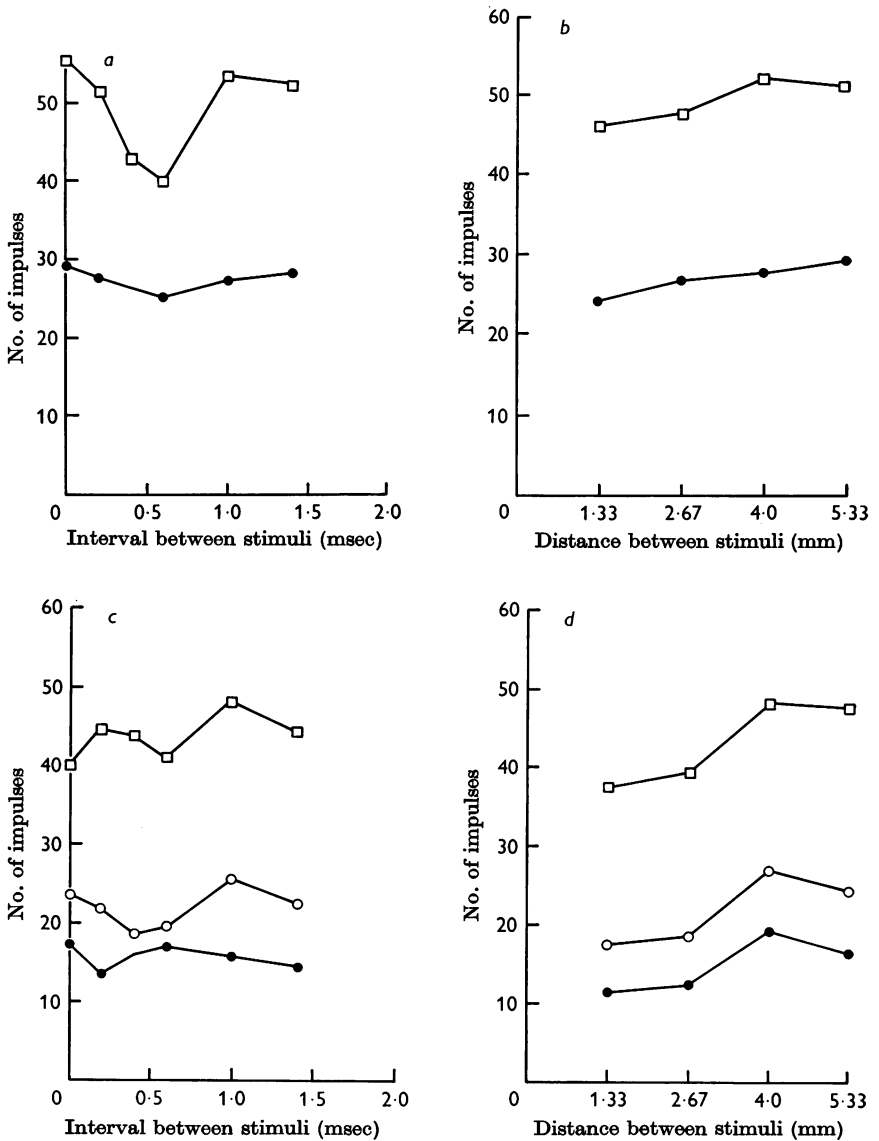 a
No. of impulses
50
40
30
20
10
0 0·5 1·0 1·5 2·0
Interval between stimuli (msec)
b
No. of impulses
60
50
40
30
20
10
0 1·33 2·67 4·0 5·33
Distance between stimuli (mm)
c
No. of impulses
60
50
40
30
20
10
0 0·5 1·0 1·5 2·0
Interval between stimuli (msec)
d
No. of impulses
60
50
40
30
20
10
0 1·33 2·67 4·0 5·33
Distance between stimuli (mm)